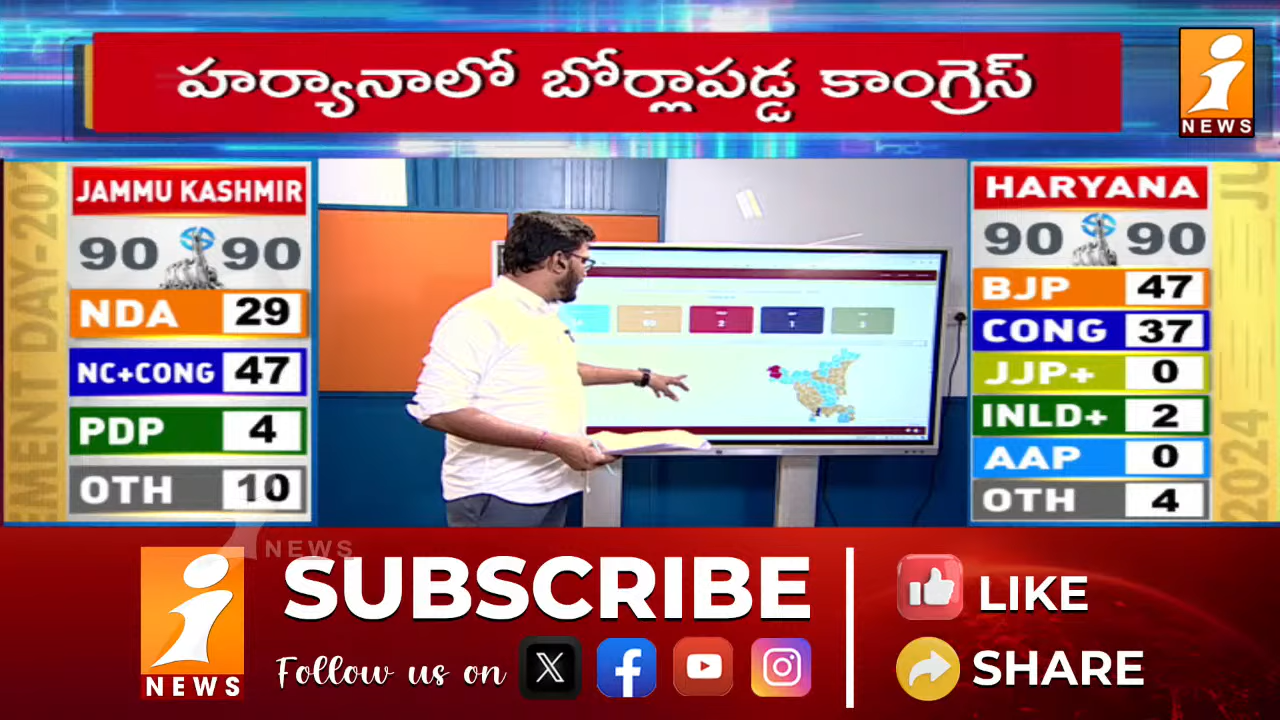 హర్యానాలో బోర్లాపడ్డ కాంగ్రెస్
i
NEWS
JAMMU KASHMIR
90 90
NDA 29
NC+CONG 47
PDP 4
OTH 10
HARYANA
90 90
BJP 47
CONG 37
JJP+ 0
INLD+ 2
AAP 0
OTH 4
2024
NEWS
i
NEWS
SUBSCRIBE
Follow us on
LIKE
SHARE